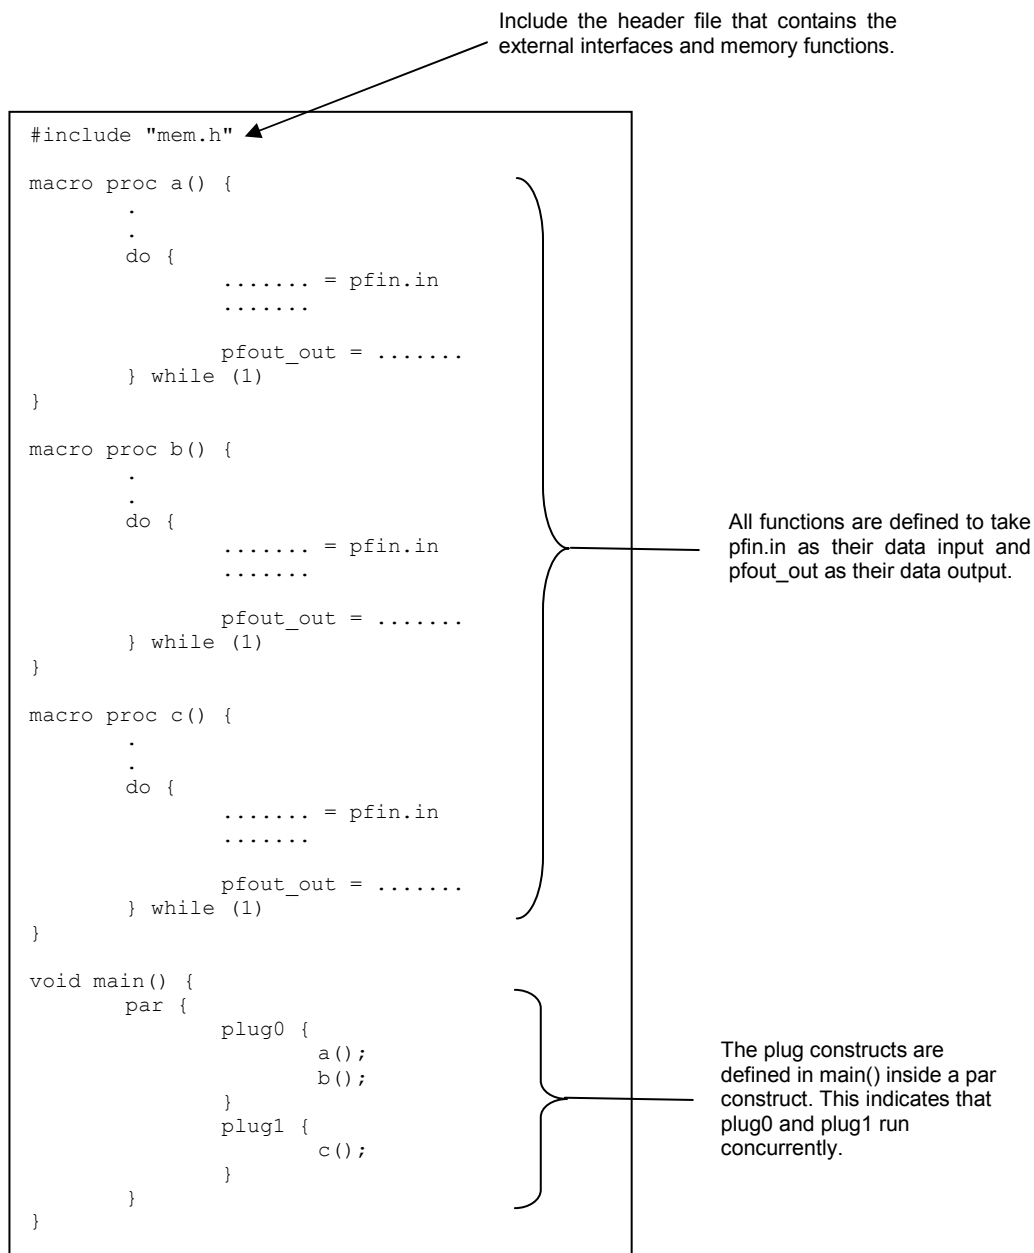 Include the header file that contains the
external interfaces and memory functions.
#include "mem.h"
macro proc a() {
.
.
do {
....... = pfin.in
.......
pfout_out = .......
} while (1)
}
macro proc b() {
.
.
do {
....... = pfin.in
.......
pfout_out = .......
} while (1)
}
macro proc c() {
.
.
do {
....... = pfin.in
.......
pfout_out = .......
} while (1)
}
All functions are defined to take
pfin.in as their data input and
pfout_out as their data output.
void main() {
par {
plug0 {
a();
b();
}
plug1 {
c();
}
}
}
The plug constructs are
defined in main() inside a par
construct. This indicates that
plug0 and plug1 run
concurrently.